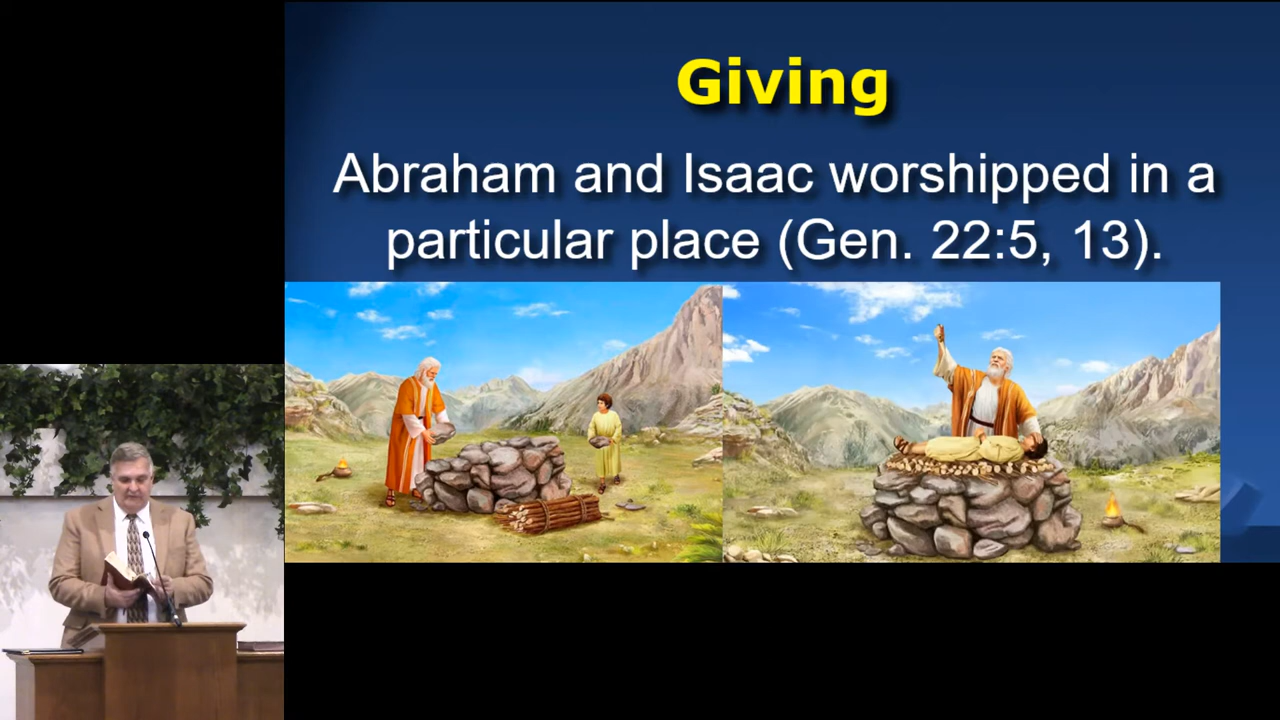 Giving
Abraham and Isaac worshipped in a
particular place (Gen. 22:5, 13).